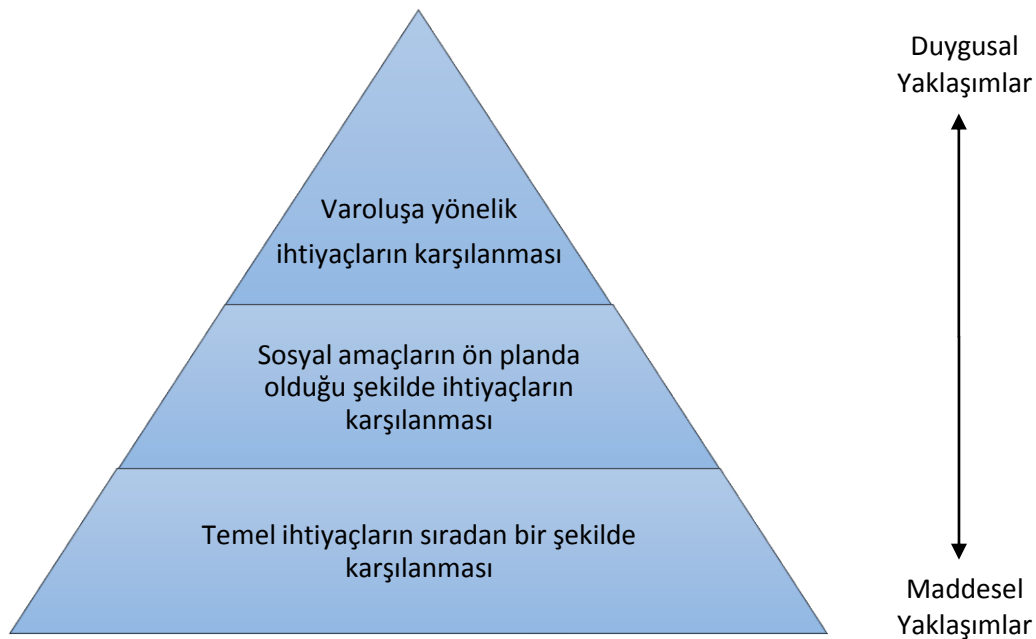 Duygusal
Yaklaşımlar
Varoluşa yönelik
ihtiyaçların karşılanması
Sosyal amaçların ön planda
olduğu şekilde ihtiyaçların
karşılanması
Temel ihtiyaçların sıradan bir şekilde
karşılanması
Maddesel
Yaklaşımlar